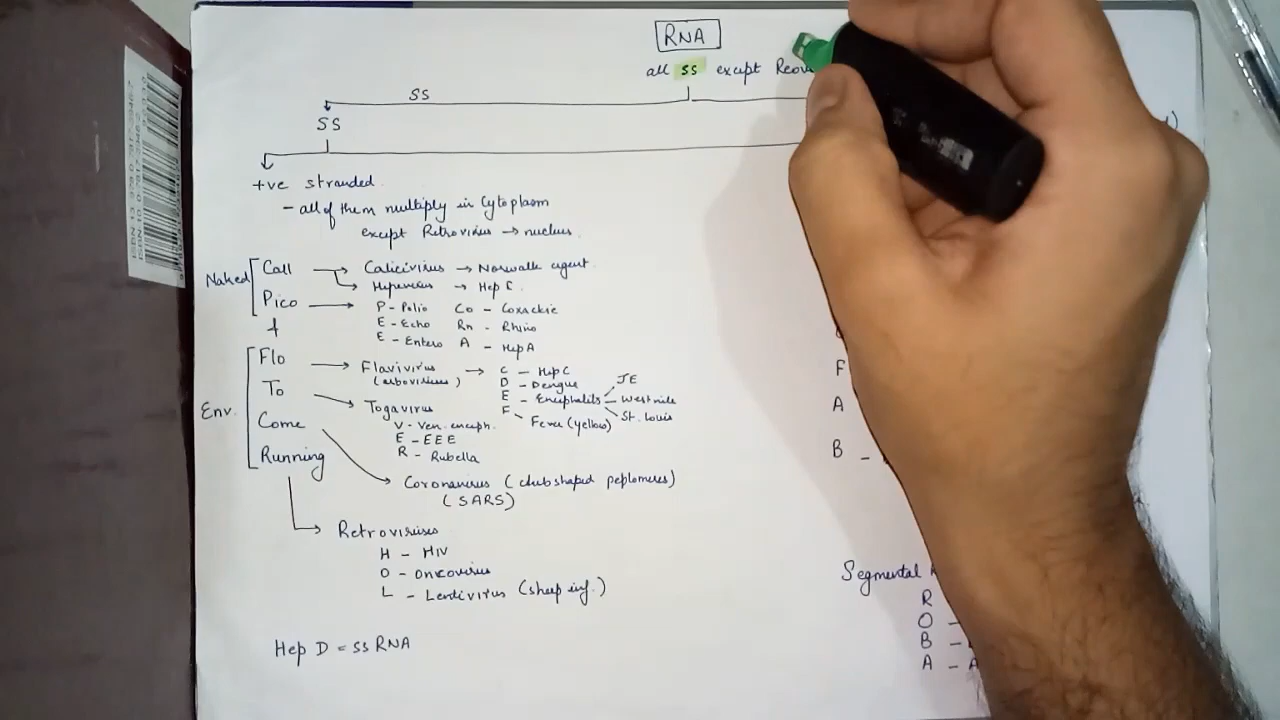 RNA
all ss except Reov
SS
SS
+ve stranded
- all of them multiply in Cytoplasm
except Retrovirus → nucleus.
Naked
Call → Calicivirus → Norwalk agent.
→ Hepevirus → Hep C
Pico → P - Polio Co - Coxackie
E - Echo Rn - Rhino
E - Entero A - Hep A
+
Env.
Flo → Flavivirus → C - Hep C
(arbovirus) D - Dengue
E - Encephalitis - JE
West nile
St. Louis
F - Fever (yellow)
To → Togavirus
V - Ven. enceph.
E - EEE
R - Rubella
Come → Coronavirus (club shaped peplomeres)
(SARS)
Running → Retroviruses
H - HIV
O - Oncovirus
L - Lentivirus (sheep inf.)
Hep D = SS RNA
F
A
B -
Segmental
R
O -
B -
A - A